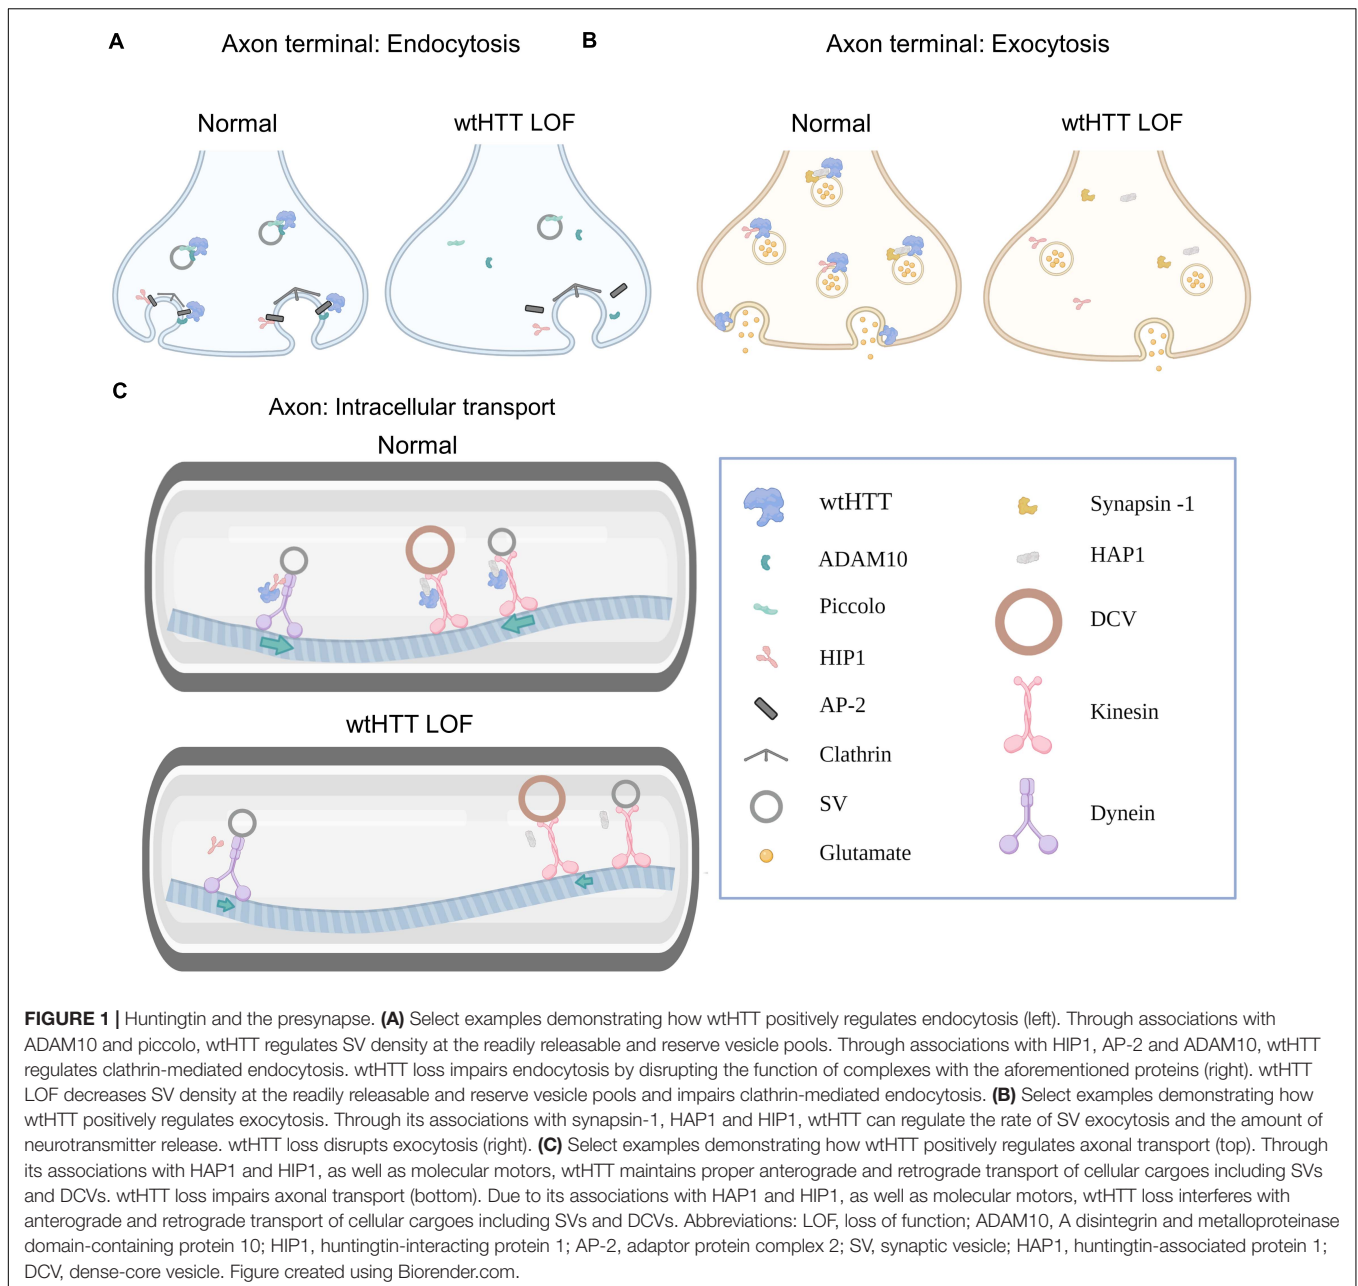 A
Axon terminal: Endocytosis
B
Axon terminal: Exocytosis
Normal
wtHTT LOF
Normal
wtHTT LOF
C
Axon: Intracellular transport
Normal
wtHTT LOF
wtHTT
ADAM10
Piccolo
HIP1
AP-2
Clathrin
SV
Glutamate
Synapsin -1
HAP1
DCV
Kinesin
Dynein
FIGURE 1 | Huntingtin and the presynapse. (A) Select examples demonstrating how wtHTT positively regulates endocytosis (left). Through associations with
ADAM10 and piccolo, wtHTT regulates SV density at the readily releasable and reserve vesicle pools. Through associations with HIP1, AP-2 and ADAM10, wtHTT
regulates clathrin-mediated endocytosis. wtHTT loss impairs endocytosis by disrupting the function of complexes with the aforementioned proteins (right). wtHTT
LOF decreases SV density at the readily releasable and reserve vesicle pools and impairs clathrin-mediated endocytosis. (B) Select examples demonstrating how
wtHTT positively regulates exocytosis. Through its associations with synapsin-1, HAP1 and HIP1, wtHTT can regulate the rate of SV exocytosis and the amount of
neurotransmitter release. wtHTT loss disrupts exocytosis (right). (C) Select examples demonstrating how wtHTT positively regulates axonal transport (top). Through
its associations with HAP1 and HIP1, as well as molecular motors, wtHTT maintains proper anterograde and retrograde transport of cellular cargoes including SVs
and DCVs. wtHTT loss impairs axonal transport (bottom). Due to its associations with HAP1 and HIP1, as well as molecular motors, wtHTT loss interferes with
anterograde and retrograde transport of cellular cargoes including SVs and DCVs. Abbreviations: LOF, loss of function; ADAM10, A disintegrin and metalloproteinase
domain-containing protein 10; HIP1, huntingtin-interacting protein 1; AP-2, adaptor protein complex 2; SV, synaptic vesicle; HAP1, huntingtin-associated protein 1;
DCV, dense-core vesicle. Figure created using Biorender.com.